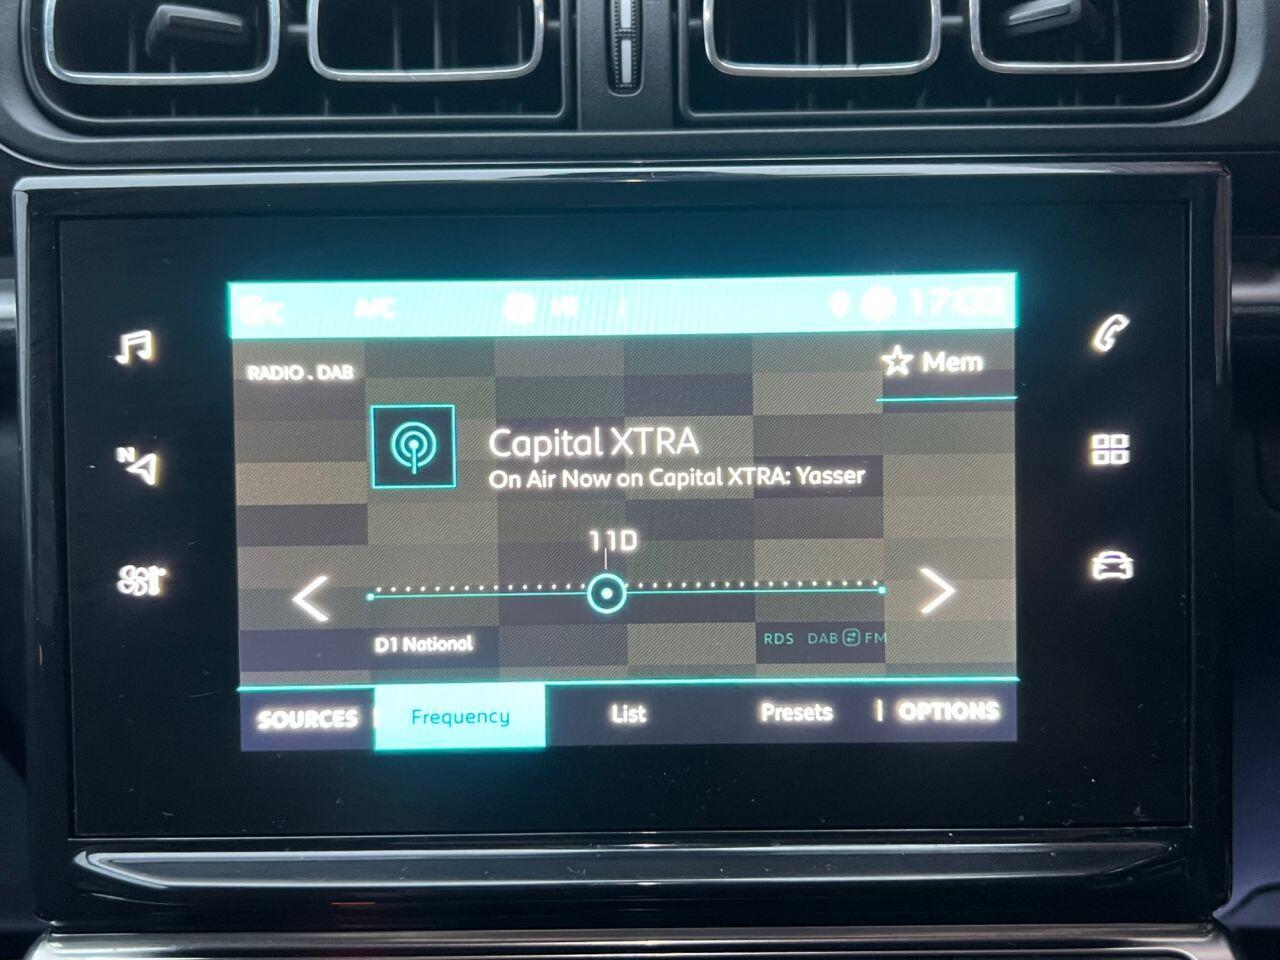 A/C
17:03
RADIO . DAB
Mem
Capital XTRA
On Air Now on Capital XTRA: Yasser
N
11D
D1 National
RDS DAB FM
SOURCES Frequency List Presets OPTIONS